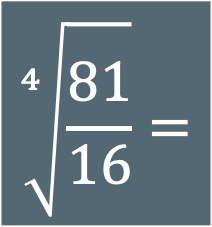 ⁴√(81/16) =